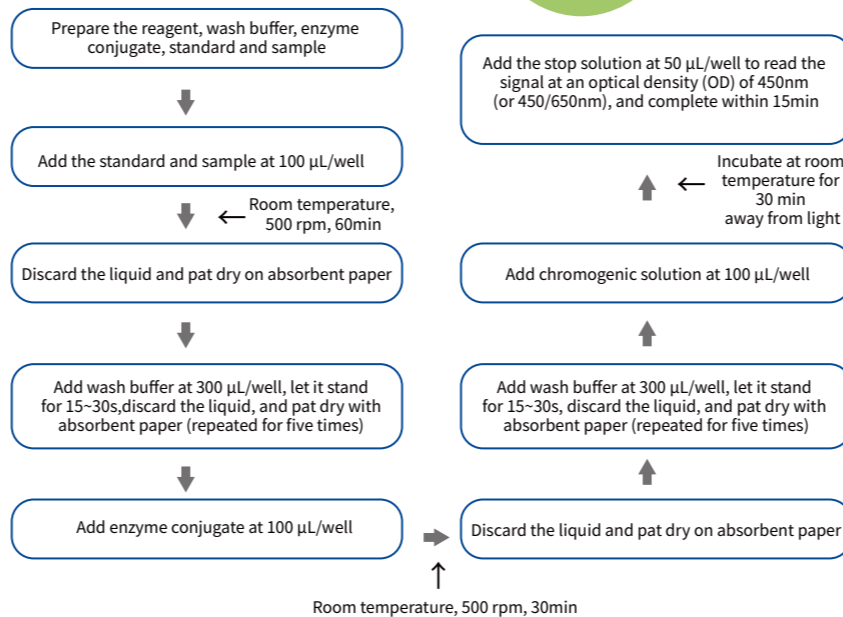 Prepare the reagent, wash buffer, enzyme
conjugate, standard and sample
Add the standard and sample at 100 μL/well
Room temperature,
500 rpm, 60min
Discard the liquid and pat dry on absorbent paper
Add wash buffer at 300 μL/well, let it stand
for 15~30s,discard the liquid, and pat dry with
absorbent paper (repeated for five times)
Add enzyme conjugate at 100 μL/well
Room temperature, 500 rpm, 30min
Discard the liquid and pat dry on absorbent paper
Add wash buffer at 300 μL/well, let it stand
for 15~30s, discard the liquid, and pat dry with
absorbent paper (repeated for five times)
Add chromogenic solution at 100 μL/well
Incubate at room
temperature for
30 min
away from light
Add the stop solution at 50 μL/well to read the
signal at an optical density (OD) of 450nm
(or 450/650nm), and complete within 15min